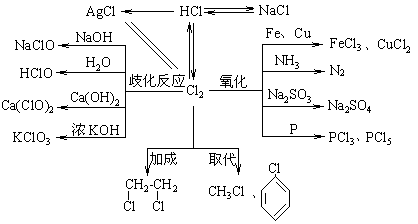 AgCl HCl NaCl
NaClO NaOH Fe、Cu FeCl₃、CuCl₂
HClO H₂O NH₃ N₂
歧化反应 Cl₂ 氧化
Ca(ClO)₂ Ca(OH)₂ Na₂SO₃ Na₂SO₄
KClO₃ 浓KOH P PCl₃、PCl₅
加成 取代
CH₂-CH₂ CH₃Cl、 Cl
Cl Cl